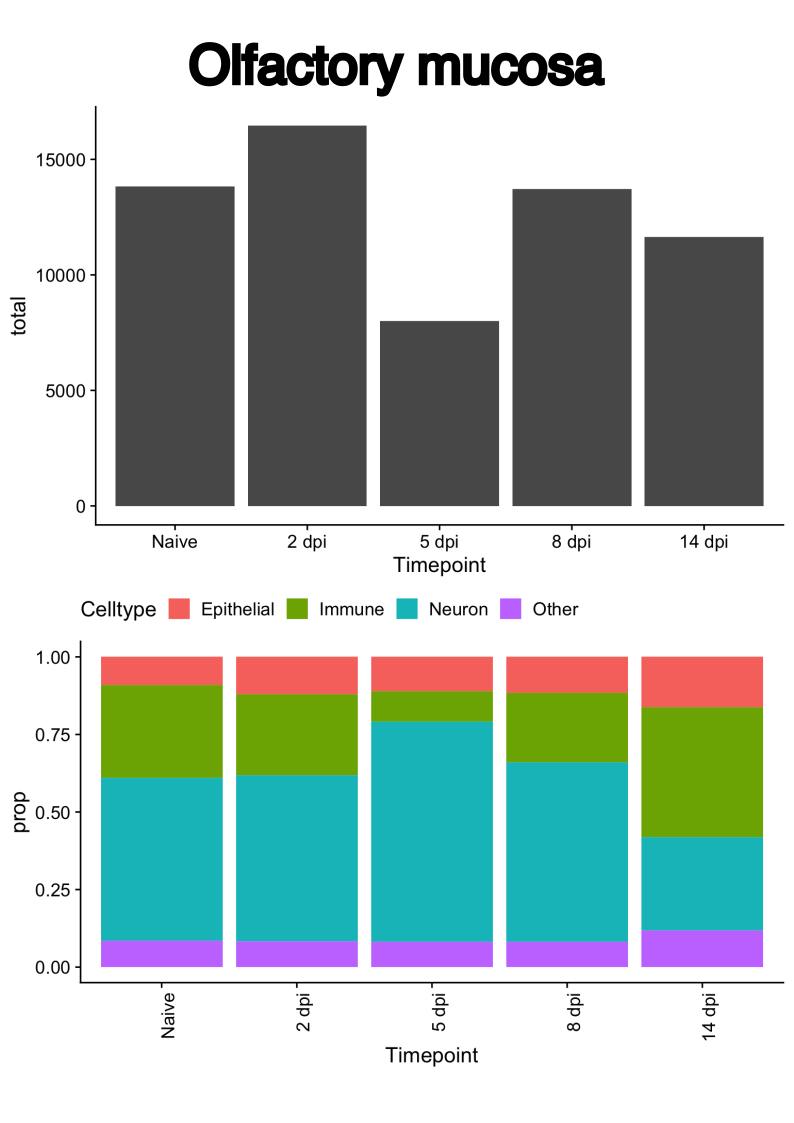 Olfactory mucosa
total
15000
10000
5000
0
Naive 2 dpi 5 dpi 8 dpi 14 dpi
Timepoint
Celltype Epithelial Immune Neuron Other
prop
1.00
0.75
0.50
0.25
0.00
Naive 2 dpi 5 dpi 8 dpi 14 dpi
Timepoint